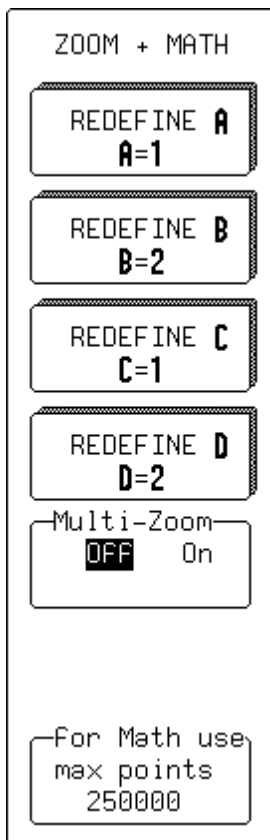 ZOOM + MATH
REDEFINE A
A=1
REDEFINE B
B=2
REDEFINE C
C=1
REDEFINE D
D=2
Multi-Zoom
OFF On
For Math use
max points
250000